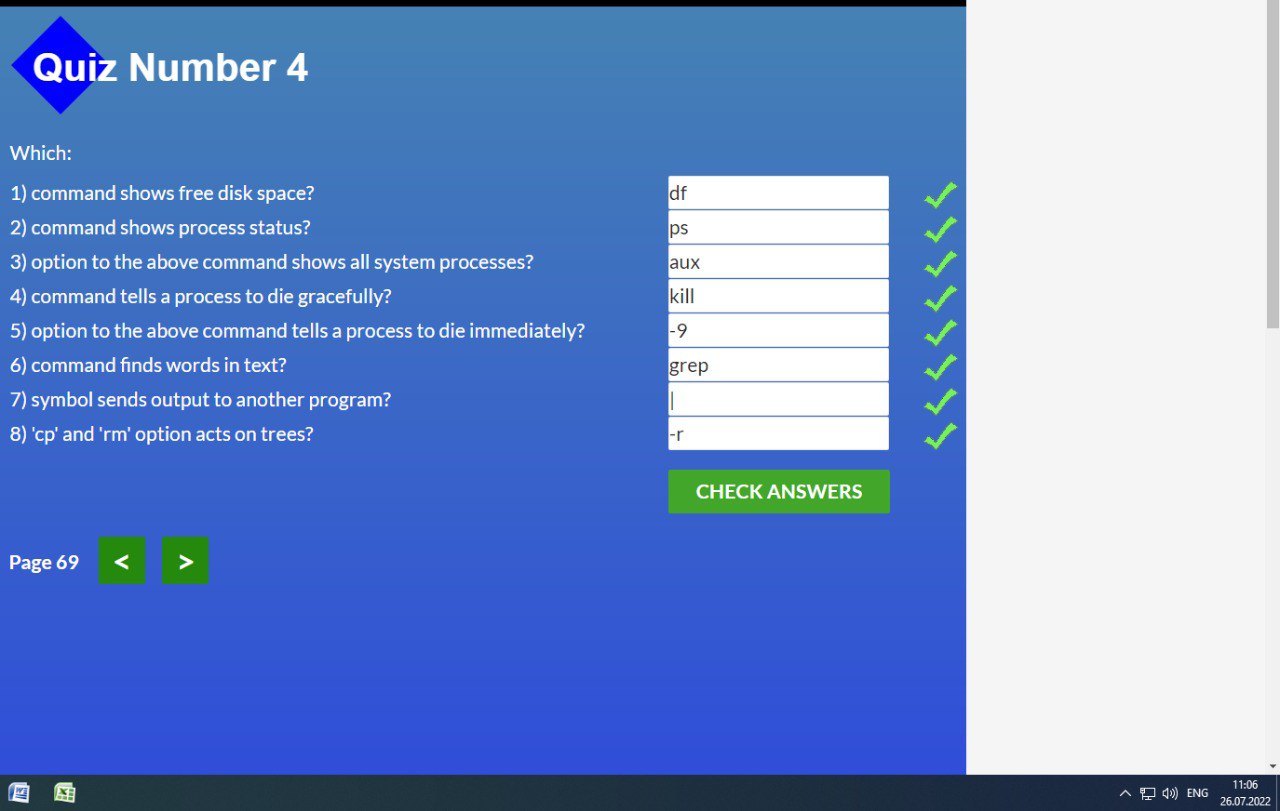 Quiz Number 4
Which:
1) command shows free disk space? df
2) command shows process status? ps
3) option to the above command shows all system processes? aux
4) command tells a process to die gracefully? kill
5) option to the above command tells a process to die immediately? -9
6) command finds words in text? grep
7) symbol sends output to another program? |
8) 'cp' and 'rm' option acts on trees? -r
CHECK ANSWERS
Page 69 < >
ENG
11:06
26.07.2022